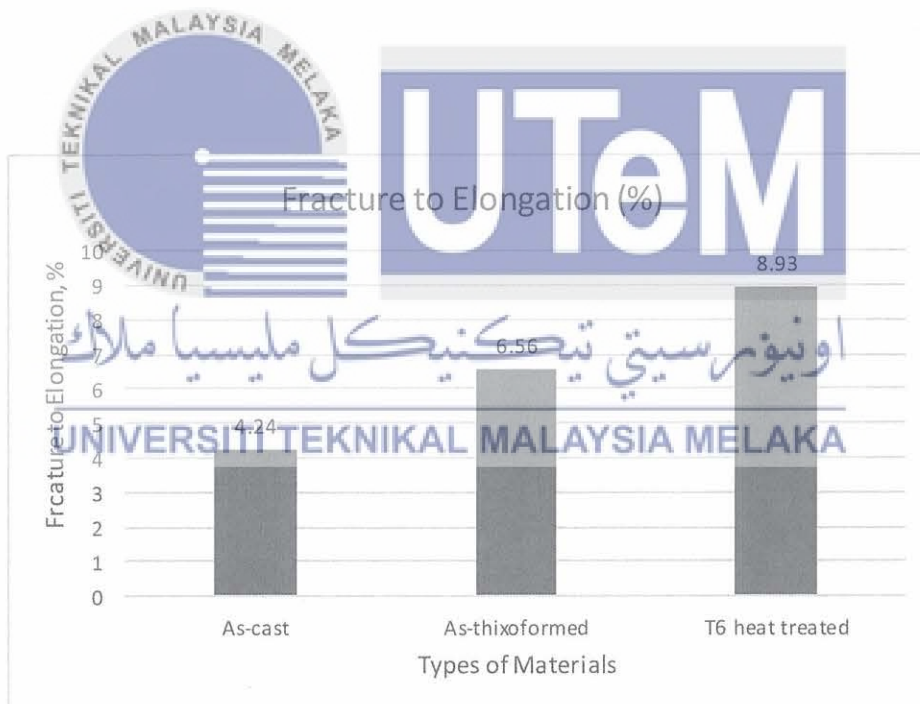 UNIVERSITI TEKNIKAL MALAYSIA MELAKA
UTeM
Fracture to Elongation (%)
Frcature to Elongation, %
10
9
8
7
6
5
4
3
2
1
0
4.24
6.56
8.93
اونيۏرسيتي تيكنيكل مليسيا ملاك
UNIVERSITI TEKNIKAL MALAYSIA MELAKA
As-cast
As-thixoformed
T6 heat treated
Types of Materials